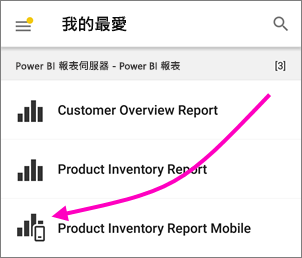 我的最愛
Power BI 報表伺服器 - Power BI 報表 [3]
Customer Overview Report
Product Inventory Report
Product Inventory Report Mobile